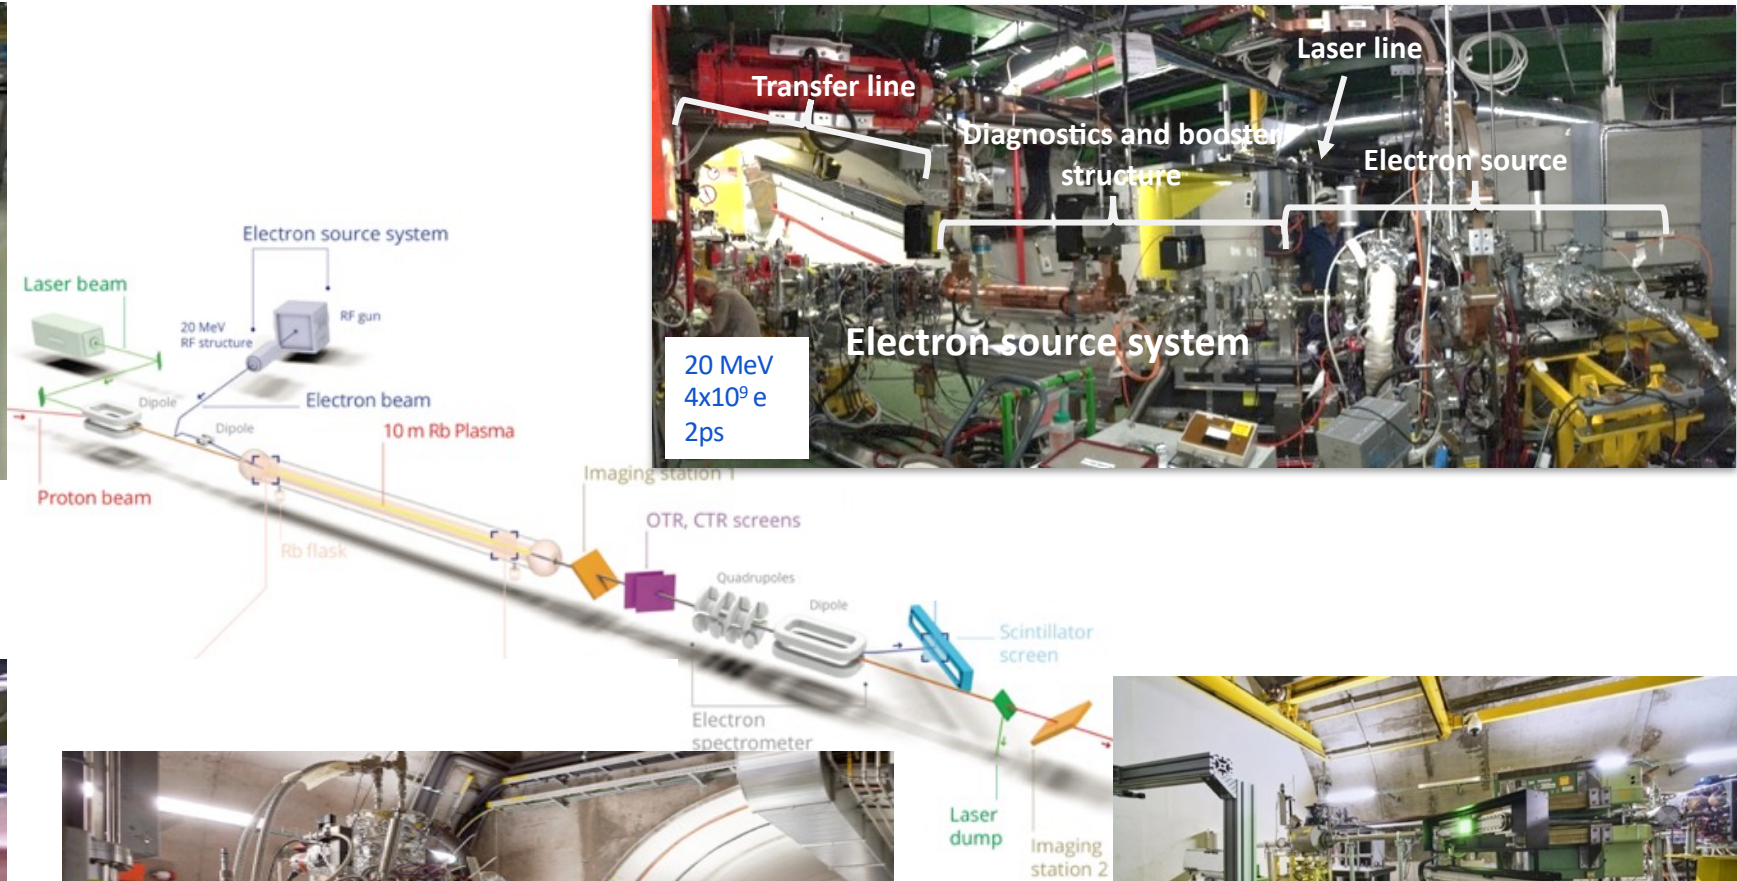 Laser line
Transfer line
Diagnostics and booster
structure
Electron source
Electron source system
20 MeV
4x10⁹ e
2ps
Electron source system
Laser beam
20 MeV
RF structure
RF gun
Dipole
Electron beam
Dipole
10 m Rb Plasma
Proton beam
Rb flask
Imaging station 1
OTR, CTR screens
Quadrupoles
Dipole
Scintillator
screen
Electron
spectrometer
Laser
dump
Imaging
station 2